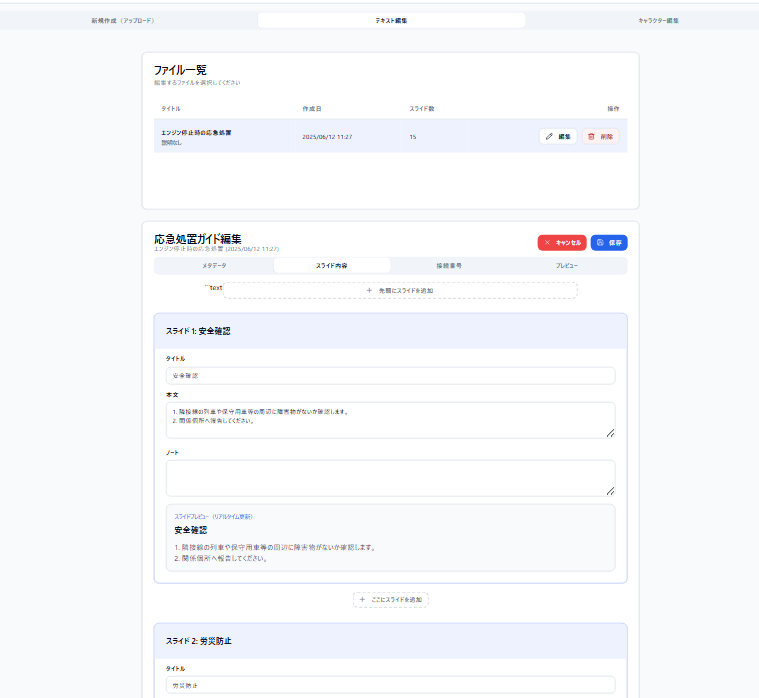 新規作成（アップロード）
テキスト編集
キャラクター編集
ファイル一覧
編集するファイルを選択してください
タイトル 作成日 スライド数 操作
エンジン停止時の応急処置
説明なし
2025/06/12 11:27 15 編集 削除
応急処置ガイド編集
エンジン停止時の応急処置 (2025/06/12 11:27)
キャンセル 保存
メタデータ スライド内容 接続番号 プレビュー
```text
＋ 先頭にスライドを追加
スライド 1: 安全確認
タイトル
安全確認
本文
1. 隣接線の列車や保守用車等の周辺に障害物がないか確認します。
2. 関係個所へ報告してください。
ノート
スライドプレビュー（リアルタイム更新）
安全確認
1. 隣接線の列車や保守用車等の周辺に障害物がないか確認します。
2. 関係個所へ報告してください。
＋ ここにスライドを追加
スライド 2: 労災防止
タイトル
労災防止